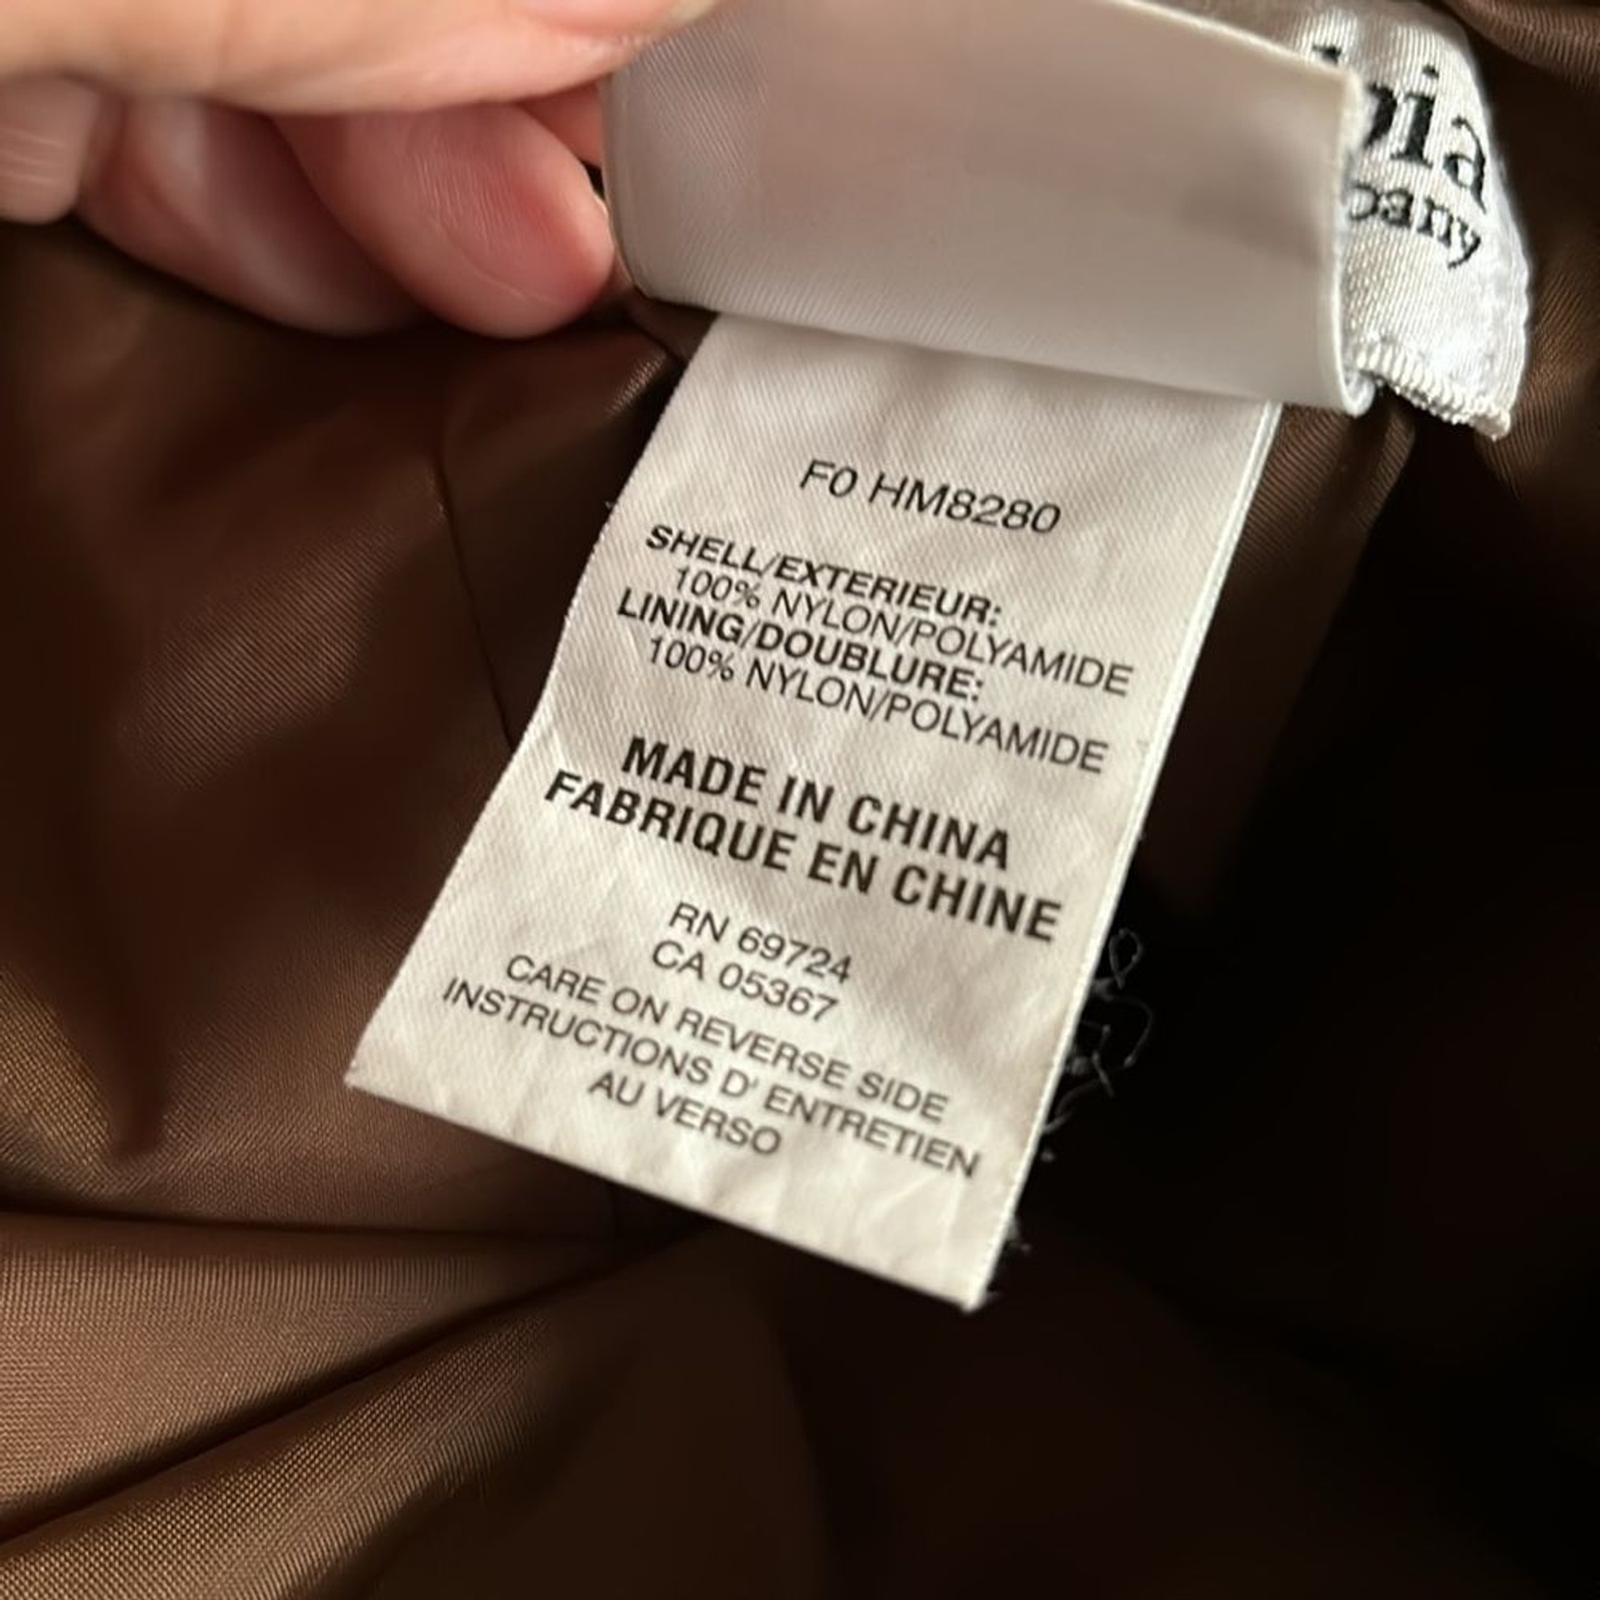 pany
F0 HM8280
SHELL/EXTERIEUR:
100% NYLON/POLYAMIDE
LINING/DOUBLURE:
100% NYLON/POLYAMIDE
MADE IN CHINA
FABRIQUE EN CHINE
RN 69724
CA 05367
CARE ON REVERSE SIDE
INSTRUCTIONS D' ENTRETIEN
AU VERSO